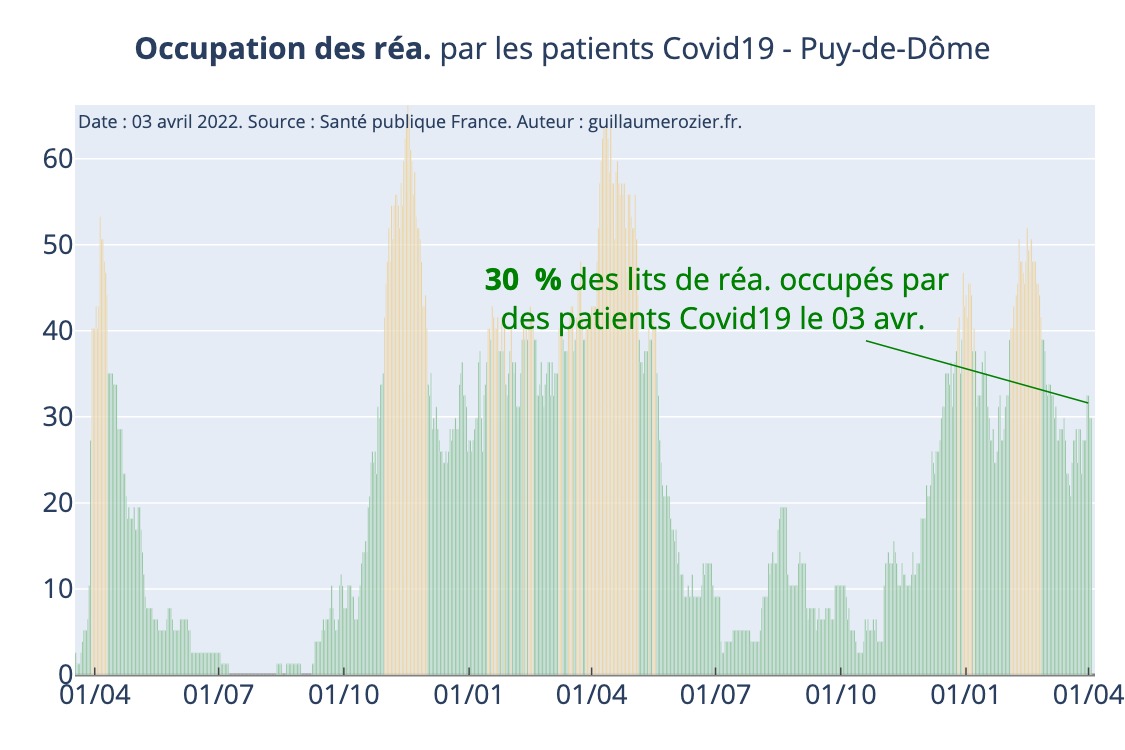 Occupation des réa. par les patients Covid19 - Puy-de-Dôme
Date : 03 avril 2022. Source : Santé publique France. Auteur : guillaumerozier.fr.
60
50
30 % des lits de réa. occupés par
des patients Covid19 le 03 avr.
40
30
20
10
0
01/04 01/07 01/10 01/01 01/04 01/07 01/10 01/01 01/04